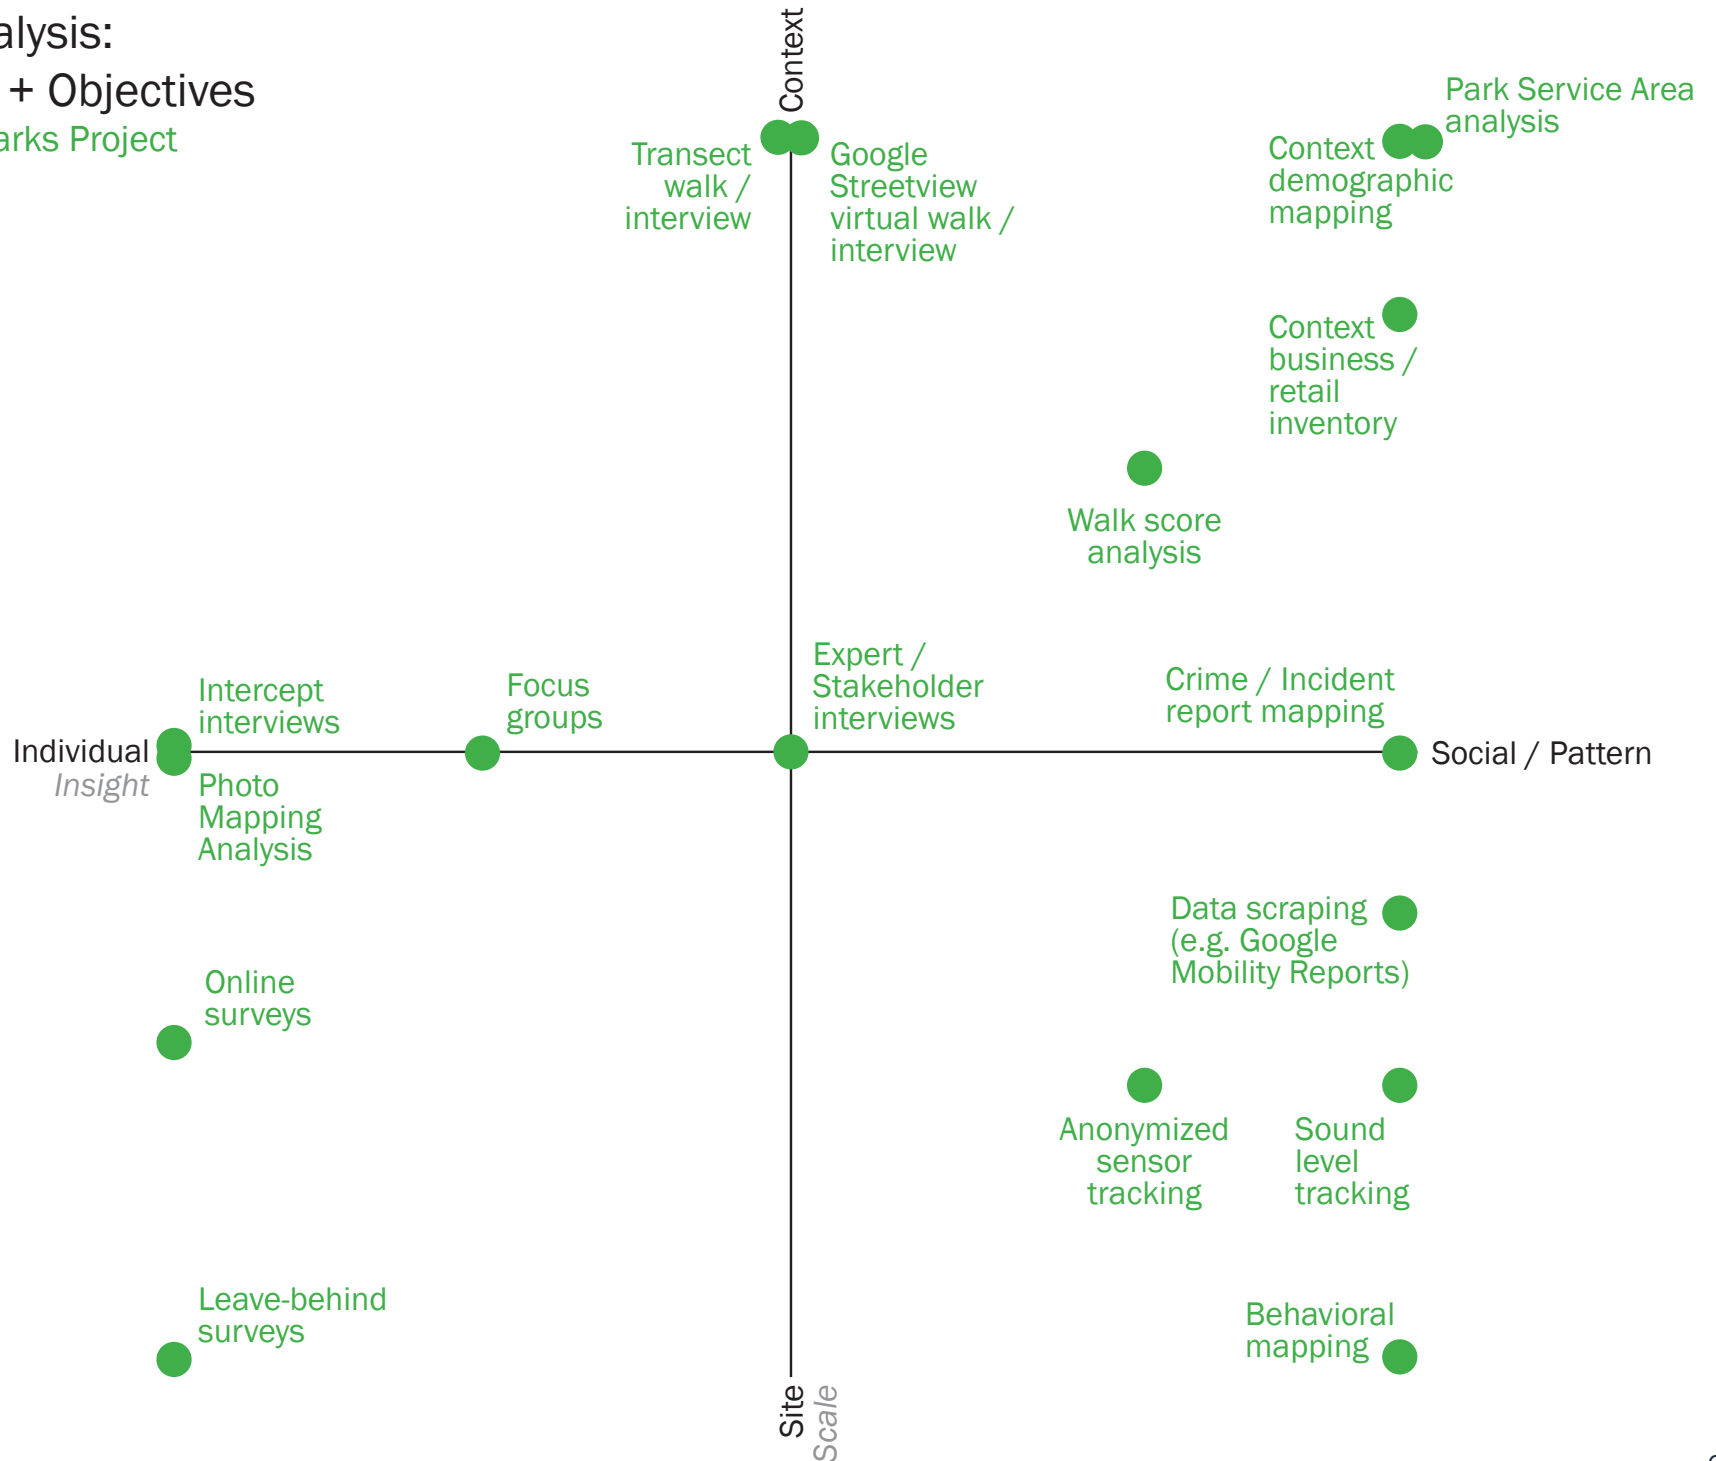 alysis:
+ Objectives
arks Project
Context
Park Service Area
analysis
Context
demographic
mapping
Transect
walk /
interview
Google
Streetview
virtual walk /
interview
Context
business /
retail
inventory
Walk score
analysis
Expert /
Stakeholder
interviews
Crime / Incident
report mapping
Intercept
interviews
Focus
groups
Individual
Insight
Social / Pattern
Photo
Mapping
Analysis
Data scraping
(e.g. Google
Mobility Reports)
Online
surveys
Anonymized
sensor
tracking
Sound
level
tracking
Leave-behind
surveys
Behavioral
mapping
Site
Scale